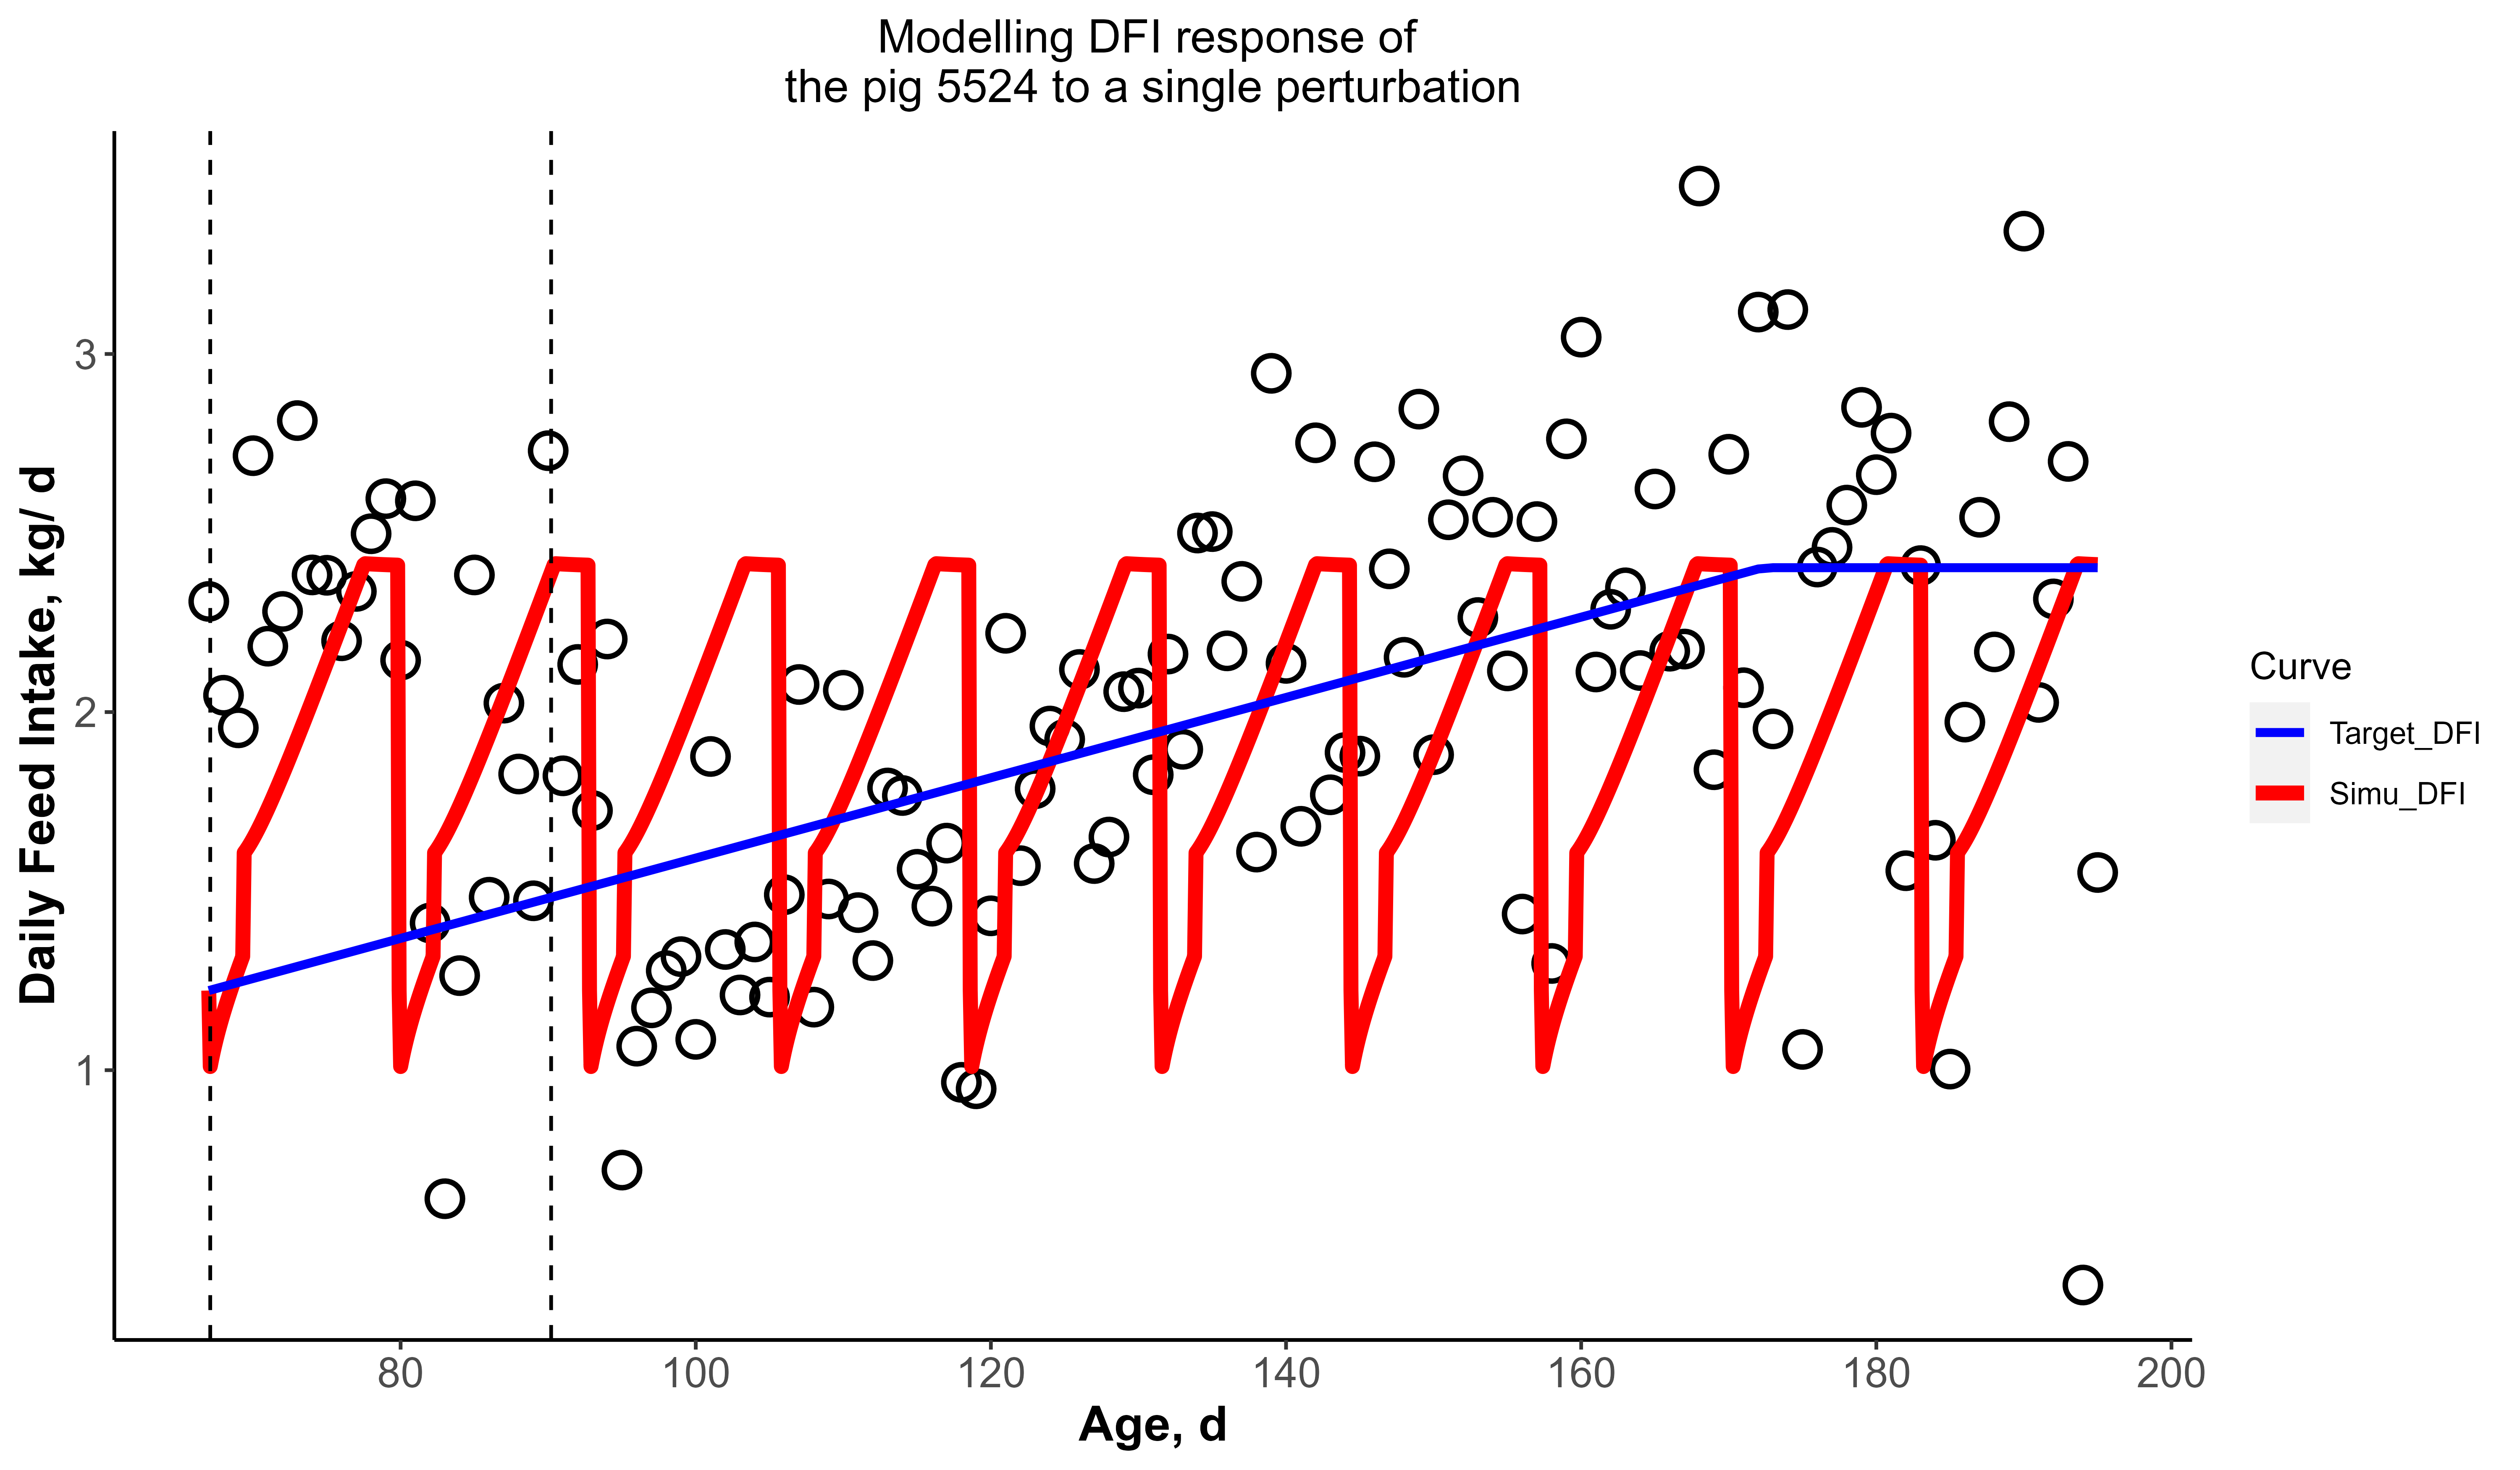 Modelling DFI response of
the pig 5524 to a single perturbation
Daily Feed Intake, kg/ d
3
2
1
80
100
120
140
160
180
200
Age, d
Curve
Target_DFI
Simu_DFI